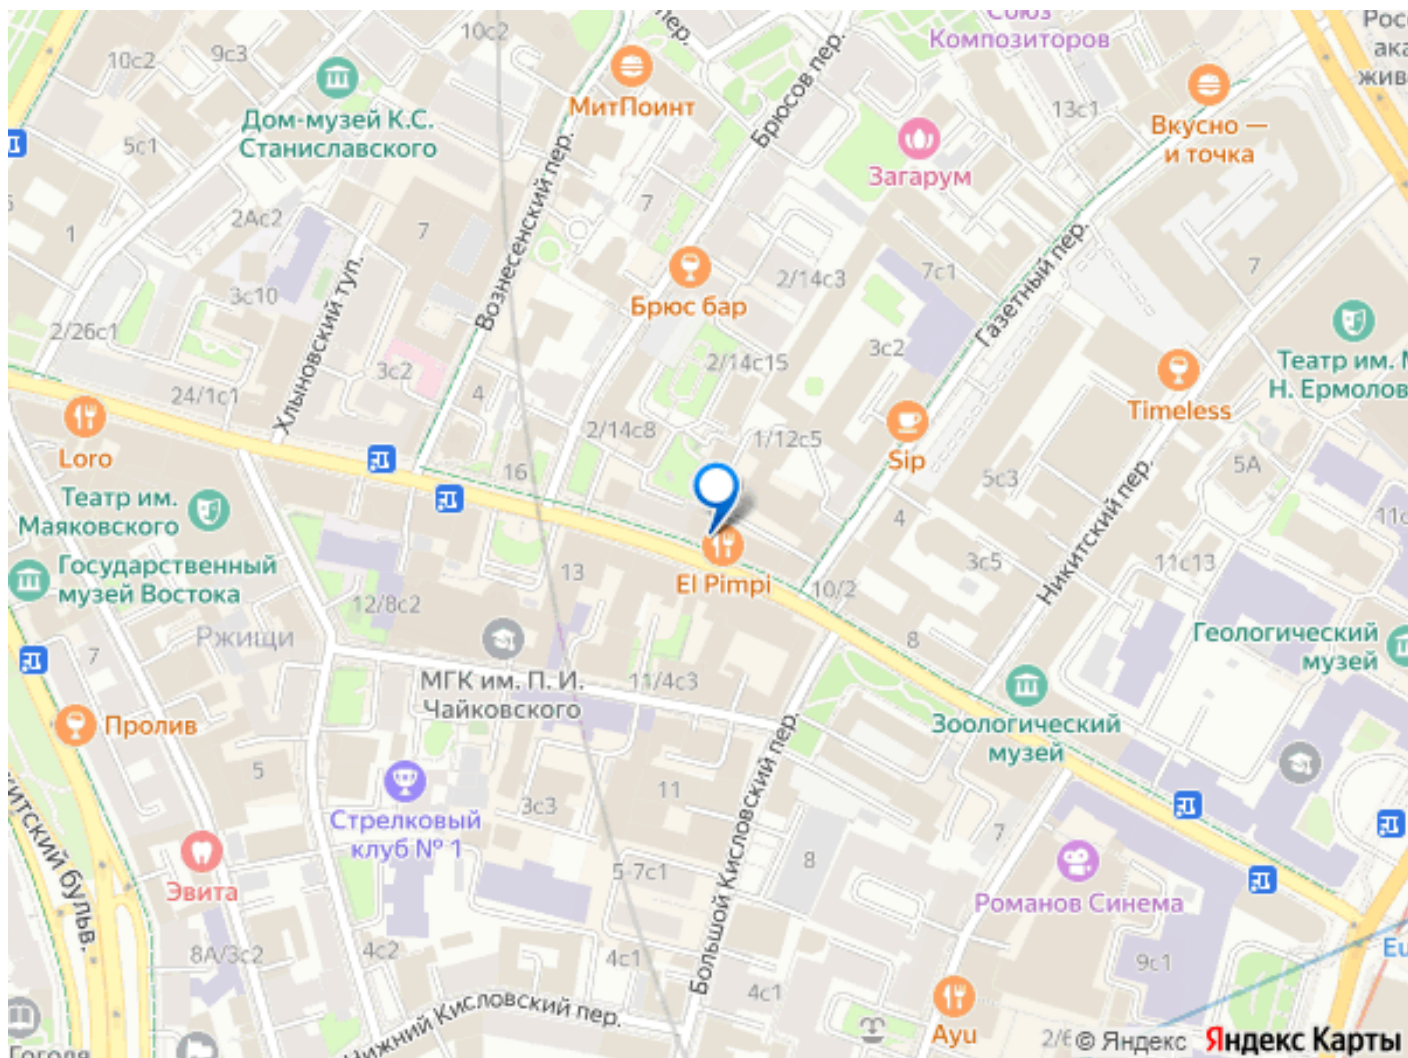 Союз
Композиторов
10с2
9с3
10с2
пер.
МитПоинт
Брюсов пер.
13с1
Вкусно —
и точка
Дом-музей К.С.
Станиславского
5с1
Загарум
Вознесенский пер.
2Ас2
7
7
1
Газетный пер.
7с1
7
2/14с3
3с10
Брюс бар
2/26с1
Хлыновский туп.
3с2
2/14с15
3с2
Театр им.
Н. Ермолов
24/1с1
4
Timeless
Loro
2/14с8
1/12с5
Sip
5А
16
5с3
Никитский пер.
Театр им.
Маяковского
4
11с
Государственный
музей Востока
13
El Pimpi
3с5
11с13
12/8с2
10/2
Ржищи
8
Геологический
музей
7
МГК им. П. И.
Чайковского
11/4с3
Зоологический
музей
Пролив
Большой Кисловский пер.
5
11
3с3
Стрелковый
клуб № 1
7
8
5-7с1
Эвита
Романов Синема
бульв.
8А/3с2
4с2
4с1
9с1
Eu
4с1
Нижний Кисловский пер.
Ayu
Гоголя
© Яндекс
Яндекс Карты